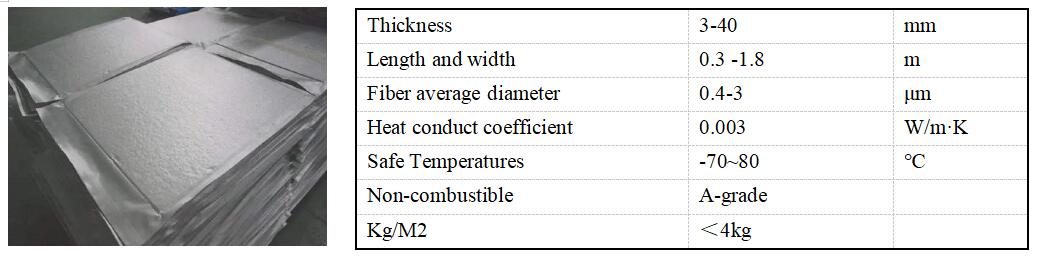 Thickness 3-40 mm
Length and width 0.3 -1.8 m
Fiber average diameter 0.4-3 μm
Heat conduct coefficient 0.003 W/m·K
Safe Temperatures -70~80 ℃
Non-combustible A-grade
Kg/M2 ＜4kg